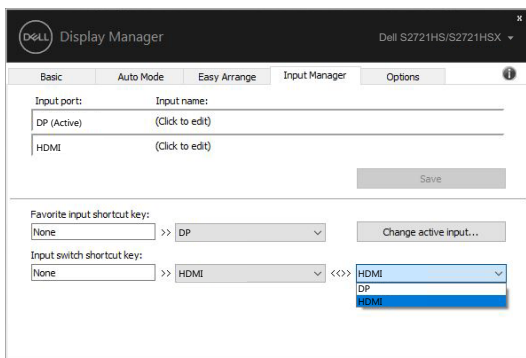 x
DELL Display Manager Dell S2721HS/S2721HSX
Basic Auto Mode Easy Arrange Input Manager Options i
Input port: Input name:
DP (Active) (Click to edit)
HDMI (Click to edit)
Save
Favorite input shortcut key:
None >> DP Change active input...
Input switch shortcut key:
None >> HDMI <<>> HDMI
DP
HDMI